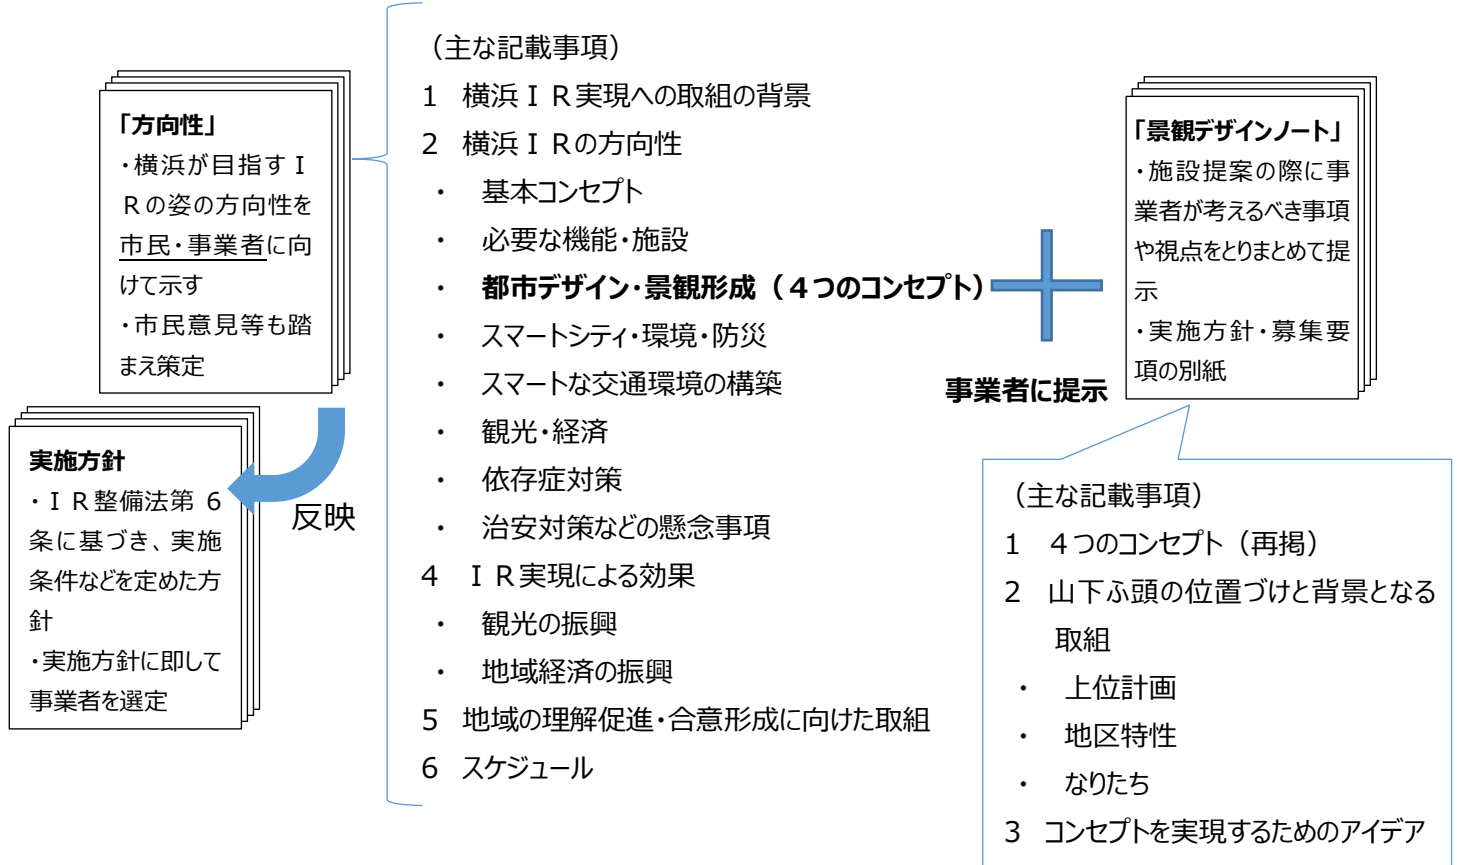 「方向性」
・横浜が目指すＩ
Ｒの姿の方向性を
市民・事業者に向
けて示す
・市民意見等も踏
まえ策定
実施方針
・ＩＲ整備法第６
条に基づき、実施
条件などを定めた方
針
・実施方針に即して
事業者を選定
反映
（主な記載事項）
１　横浜ＩＲ実現への取組の背景
２　横浜ＩＲの方向性
・　基本コンセプト
・　必要な機能・施設
・　都市デザイン・景観形成（４つのコンセプト）
・　スマートシティ・環境・防災
・　スマートな交通環境の構築
・　観光・経済
・　依存症対策
・　治安対策などの懸念事項
４　ＩＲ実現による効果
・　観光の振興
・　地域経済の振興
５　地域の理解促進・合意形成に向けた取組
６　スケジュール
事業者に提示
「景観デザインノート」
・施設提案の際に事
業者が考えるべき事項
や視点をとりまとめて提
示
・実施方針・募集要
項の別紙
（主な記載事項）
１　４つのコンセプト（再掲）
２　山下ふ頭の位置づけと背景となる
取組
・　上位計画
・　地区特性
・　なりたち
３　コンセプトを実現するためのアイデア